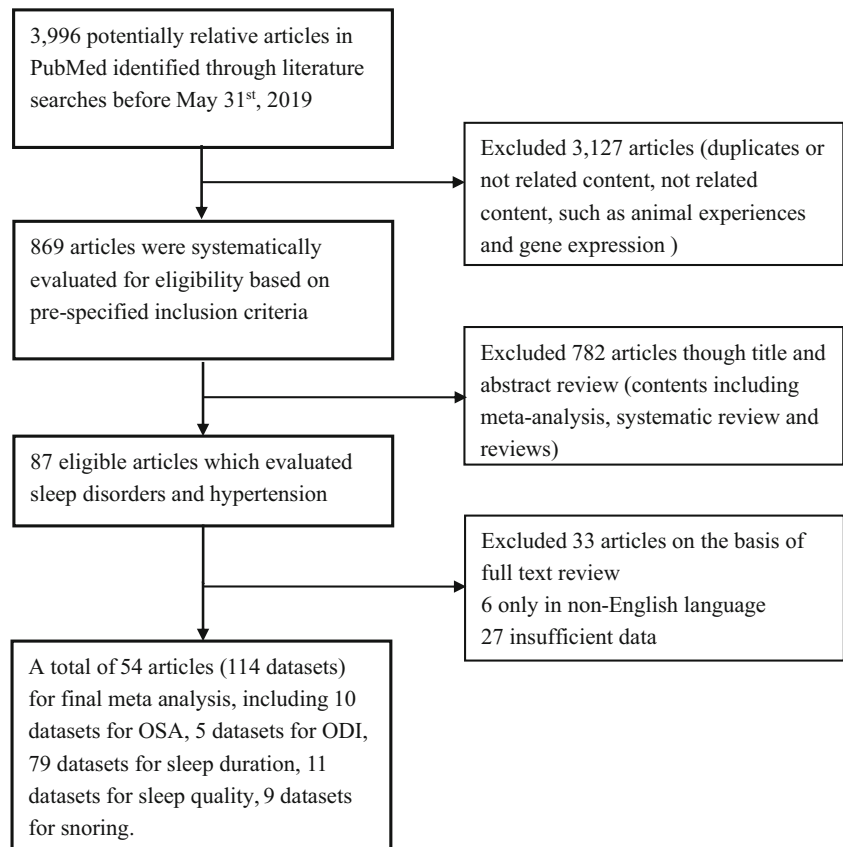 3,996 potentially relative articles in
PubMed identified through literature
searches before May 31st, 2019
Excluded 3,127 articles (duplicates or
not related content, not related
content, such as animal experiences
and gene expression )
869 articles were systematically
evaluated for eligibility based on
pre-specified inclusion criteria
Excluded 782 articles though title and
abstract review (contents including
meta-analysis, systematic review and
reviews)
87 eligible articles which evaluated
sleep disorders and hypertension
Excluded 33 articles on the basis of
full text review
6 only in non-English language
27 insufficient data
A total of 54 articles (114 datasets)
for final meta analysis, including 10
datasets for OSA, 5 datasets for ODI,
79 datasets for sleep duration, 11
datasets for sleep quality, 9 datasets
for snoring.